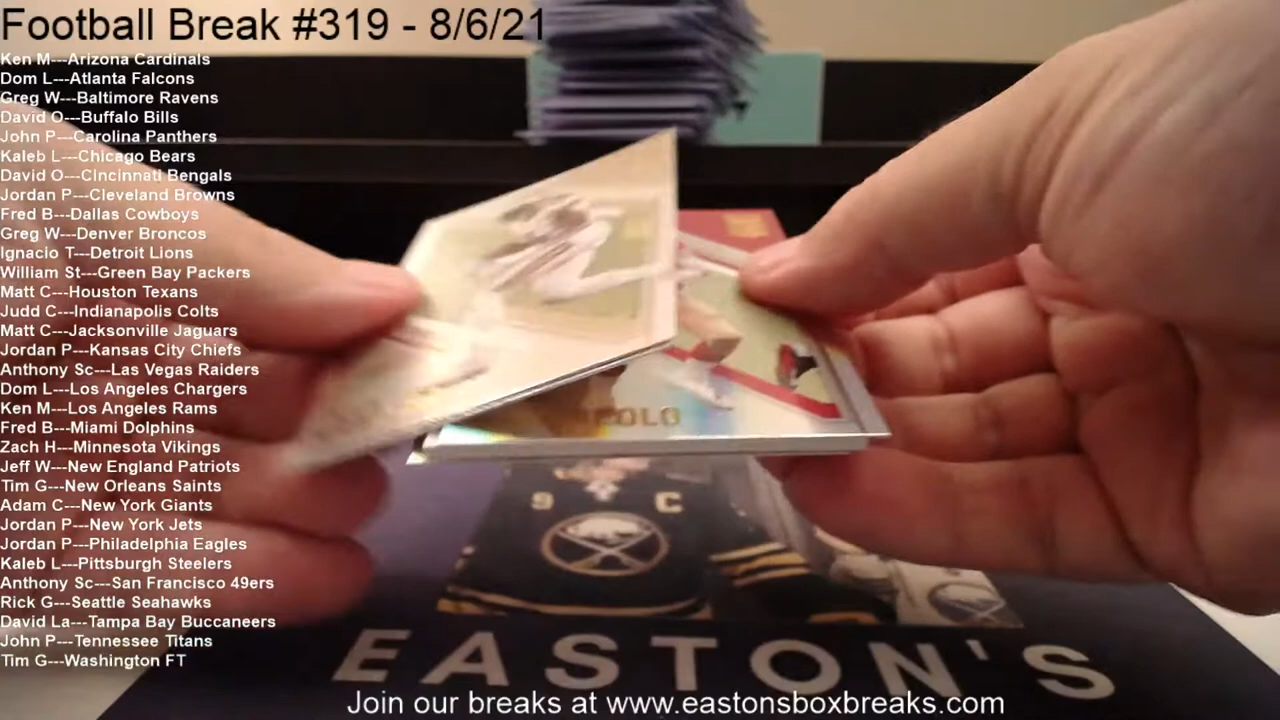 Football Break #319 - 8/6/21
Ken M---Arizona Cardinals
Dom L---Atlanta Falcons
Greg W---Baltimore Ravens
David O---Buffalo Bills
John P---Carolina Panthers
Kaleb L---Chicago Bears
David O---CIncinnati Bengals
Jordan P---Cleveland Browns
Fred B---Dallas Cowboys
Greg W---Denver Broncos
Ignacio T---Detroit Lions
William St---Green Bay Packers
Matt C---Houston Texans
Judd C---Indianapolis Colts
Matt C---Jacksonville Jaguars
Jordan P---Kansas City Chiefs
Anthony Sc---Las Vegas Raiders
Dom L---Los Angeles Chargers
Ken M---Los Angeles Rams
Fred B---Miami Dolphins
Zach H---Minnesota Vikings
Jeff W---New England Patriots
Tim G---New Orleans Saints
Adam C---New York Giants
Jordan P---New York Jets
Jordan P---Philadelphia Eagles
Kaleb L---Pittsburgh Steelers
Anthony Sc---San Francisco 49ers
Rick G---Seattle Seahawks
David La---Tampa Bay Buccaneers
John P---Tennessee Titans
Tim G---Washington FT
9 C
EASTON'S
Join our breaks at www.eastonsboxbreaks.com